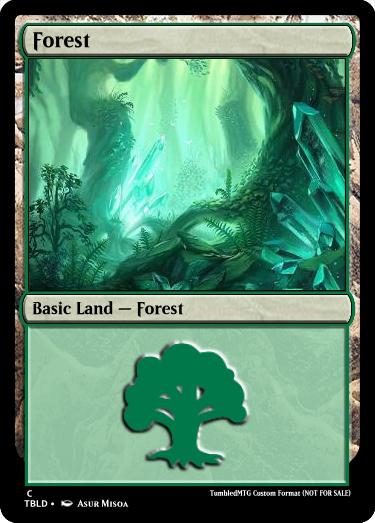 Forest
Basic Land — Forest
C
TBLD • Asur Misoa
TumbledMTG Custom Format (NOT FOR SALE)